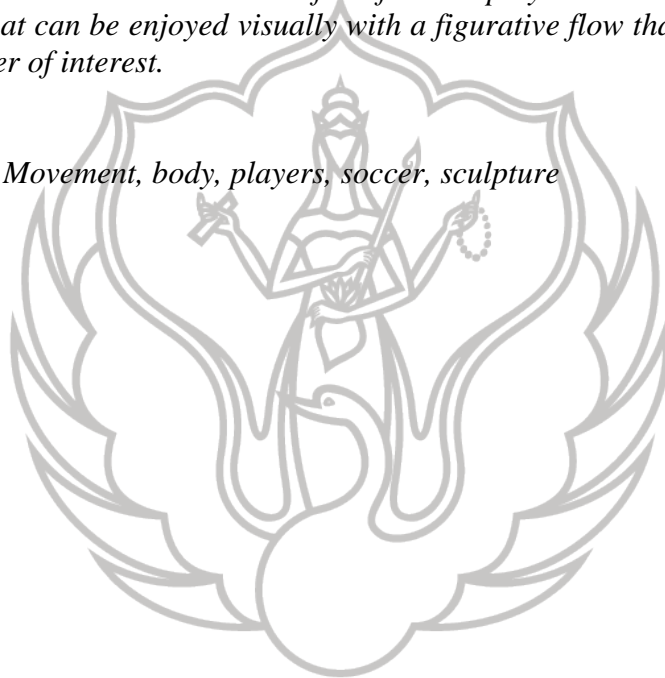 at can be enjoyed visually with a figurative flow tha
er of interest.
Movement, body, players, soccer, sculpture